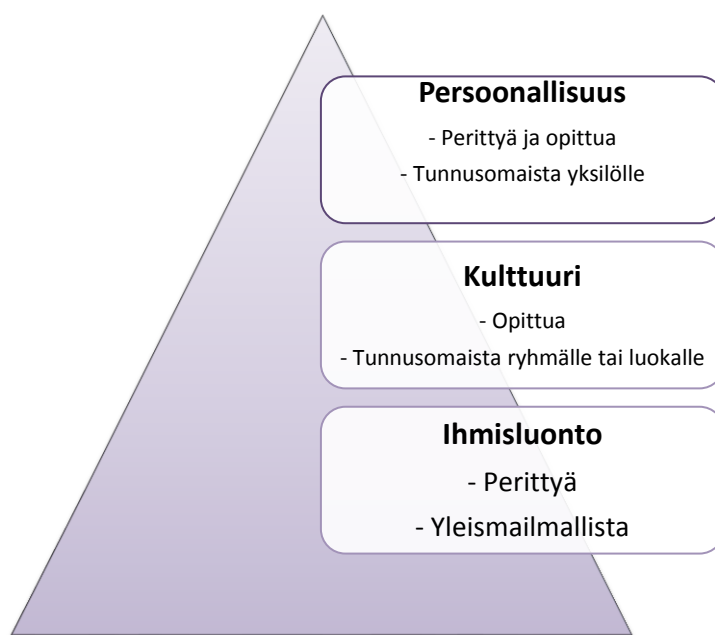 Persoonallisuus
- Perittyä ja opittua
- Tunnusomaista yksilölle
Kulttuuri
- Opittua
- Tunnusomaista ryhmälle tai luokalle
Ihmisluonto
- Perittyä
- Yleismailmallista